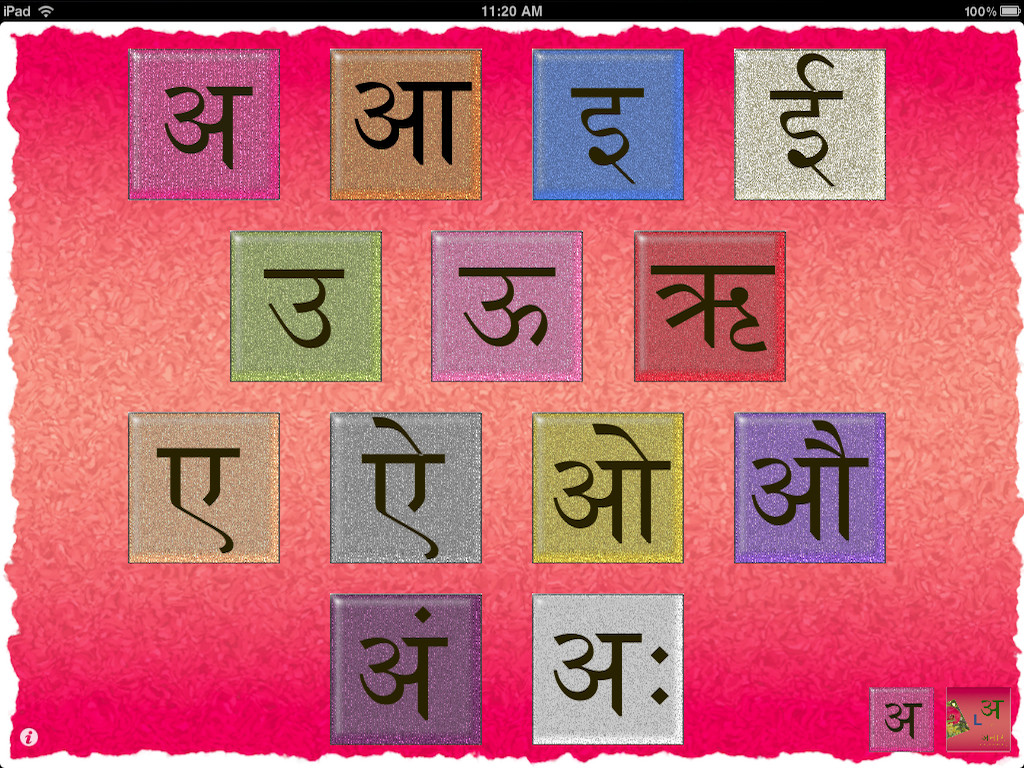 iPad 11:20 AM 100%
अ आ इ ई
उ ऊ ऋ
ए ऐ ओ औ
अं अः
i अ L अ